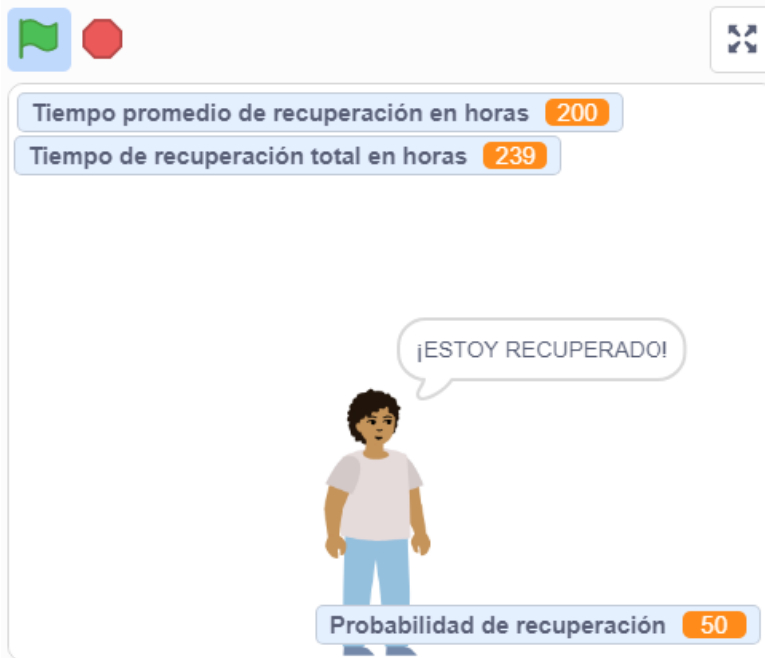 Tiempo promedio de recuperación en horas 200
Tiempo de recuperación total en horas 239
¡ESTOY RECUPERADO!
Probabilidad de recuperación 50